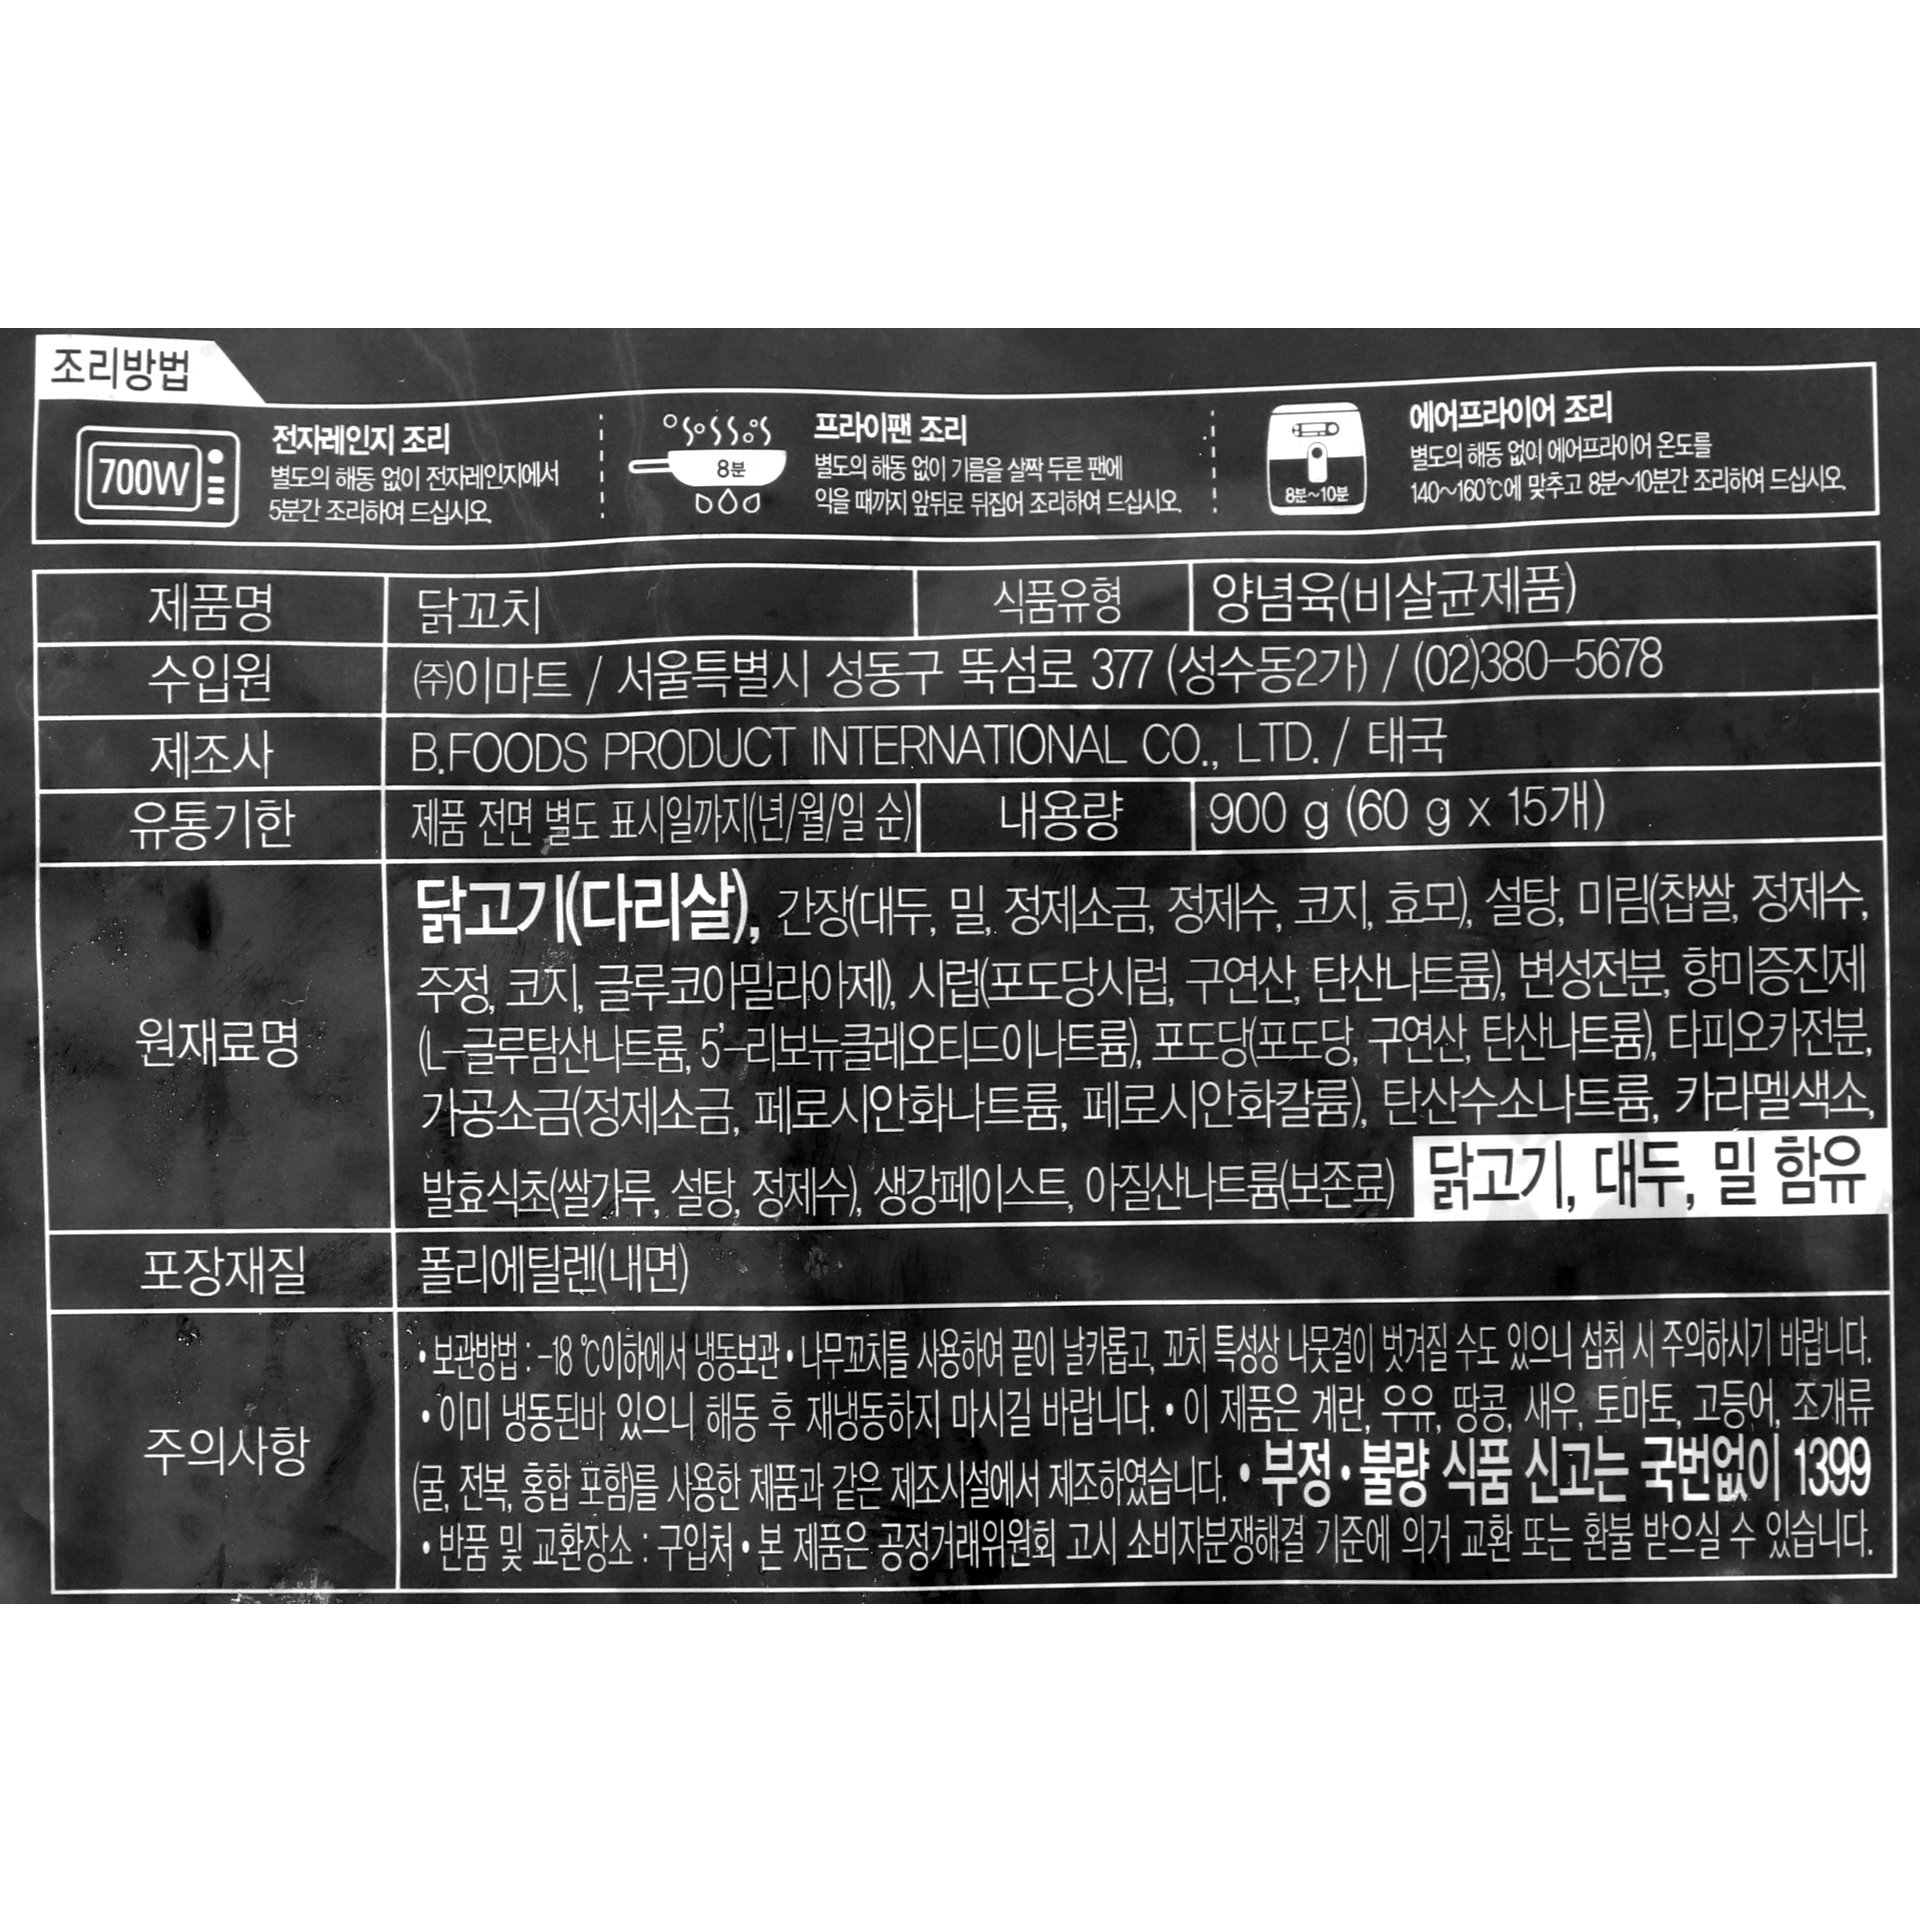 조리방법
700W
전자레인지 조리
별도의 해동 없이 전자레인지에서
5분간 조리하여 드십시오.
8분
프라이팬 조리
별도의 해동 없이 기름을 살짝 두른 팬에
익을 때까지 앞뒤로 뒤집어 조리하여 드십시오.
8분~10분
에어프라이어 조리
별도의 해동 없이 에어프라이어 온도를
140~160℃에 맞추고 8분~10분간 조리하여 드십시오.
제품명 닭꼬치 식품유형 양념육(비살균제품)
수입원 ㈜이마트 / 서울특별시 성동구 뚝섬로 377 (성수동2가) / (02)380-5678
제조사 B.FOODS PRODUCT INTERNATIONAL CO., LTD. / 태국
유통기한 제품 전면 별도 표시일까지(년/월/일 순) 내용량 900 g (60 g x 15개)
원재료명
닭고기(다리살), 간장(대두, 밀, 정제소금, 정제수, 코지, 효모), 설탕, 미림(찹쌀, 정제수,
주정, 코지, 글루코아밀라아제), 시럽(포도당시럽, 구연산, 탄산나트륨), 변성전분, 향미증진제
(L-글루탐산나트륨, 5'-리보뉴클레오티드이나트륨), 포도당(포도당, 구연산, 탄산나트륨), 타피오카전분,
가공소금(정제소금, 페로시안화나트륨, 페로시안화칼륨), 탄산수소나트륨, 카라멜색소,
발효식초(쌀가루, 설탕, 정제수), 생강페이스트, 아질산나트륨(보존료) 닭고기, 대두, 밀 함유
포장재질 폴리에틸렌(내면)
주의사항
• 보관방법 : -18 ℃이하에서 냉동보관 • 나무꼬치를 사용하여 끝이 날카롭고, 꼬치 특성상 나뭇결이 벗겨질 수도 있으니 섭취 시 주의하시기 바랍니다.
• 이미 냉동된바 있으니 해동 후 재냉동하지 마시길 바랍니다. • 이 제품은 계란, 우유, 땅콩, 새우, 토마토, 고등어, 조개류
(굴, 전복, 홍합 포함)를 사용한 제품과 같은 제조시설에서 제조하였습니다. • 부정•불량 식품 신고는 국번없이 1399
• 반품 및 교환장소 : 구입처 • 본 제품은 공정거래위원회 고시 소비자분쟁해결 기준에 의거 교환 또는 환불 받으실 수 있습니다.